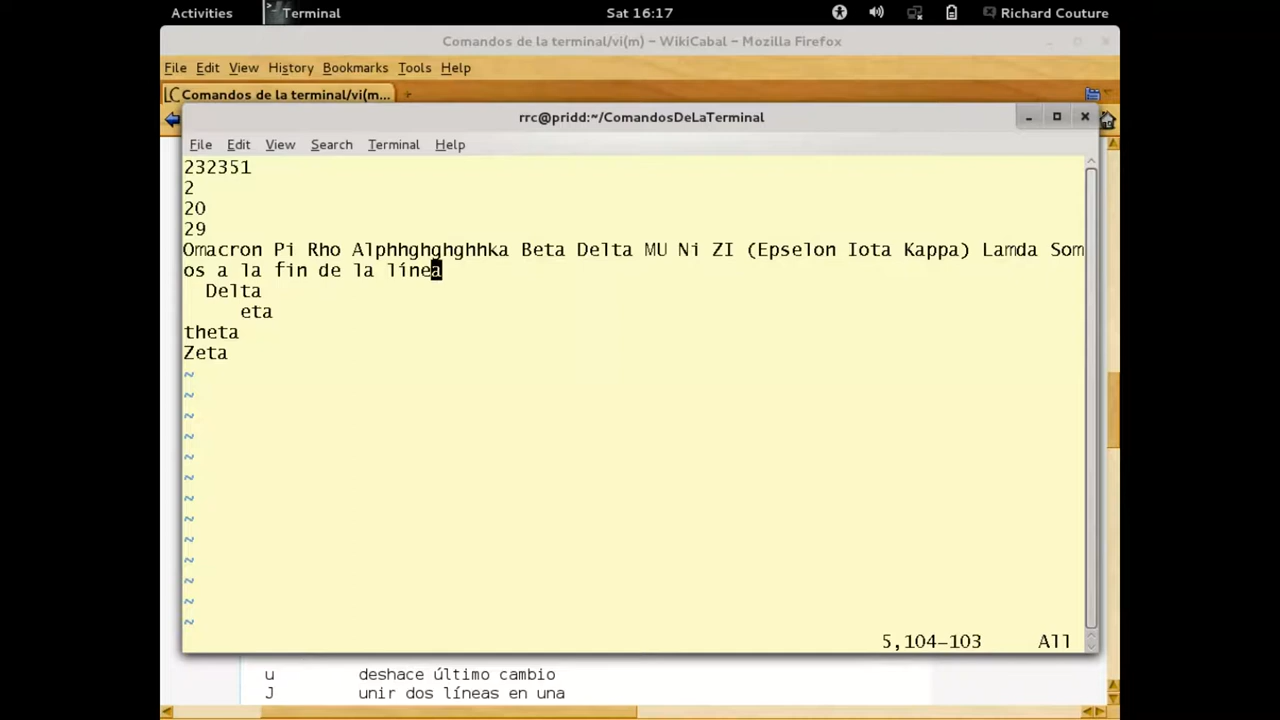 Activities Terminal Sat 16:17 Richard Couture
Comandos de la terminal/vi(m) – WikiCabal – Mozilla Firefox
File Edit View History Bookmarks Tools Help
Comandos de la terminal/vi(m...
rrc@pridd:~/ComandosDeLaTerminal
File Edit View Search Terminal Help
232351
2
20
29
Omacron Pi Rho Alphhghghghhka Beta Delta MU Ni ZI (Epselon Iota Kappa) Lamda Som
os a la fin de la línea
Delta
eta
theta
Zeta
~
~
~
~
~
~
~
~
~
~
~
~
~
5,104-103 All
u deshace último cambio
J unir dos líneas en una